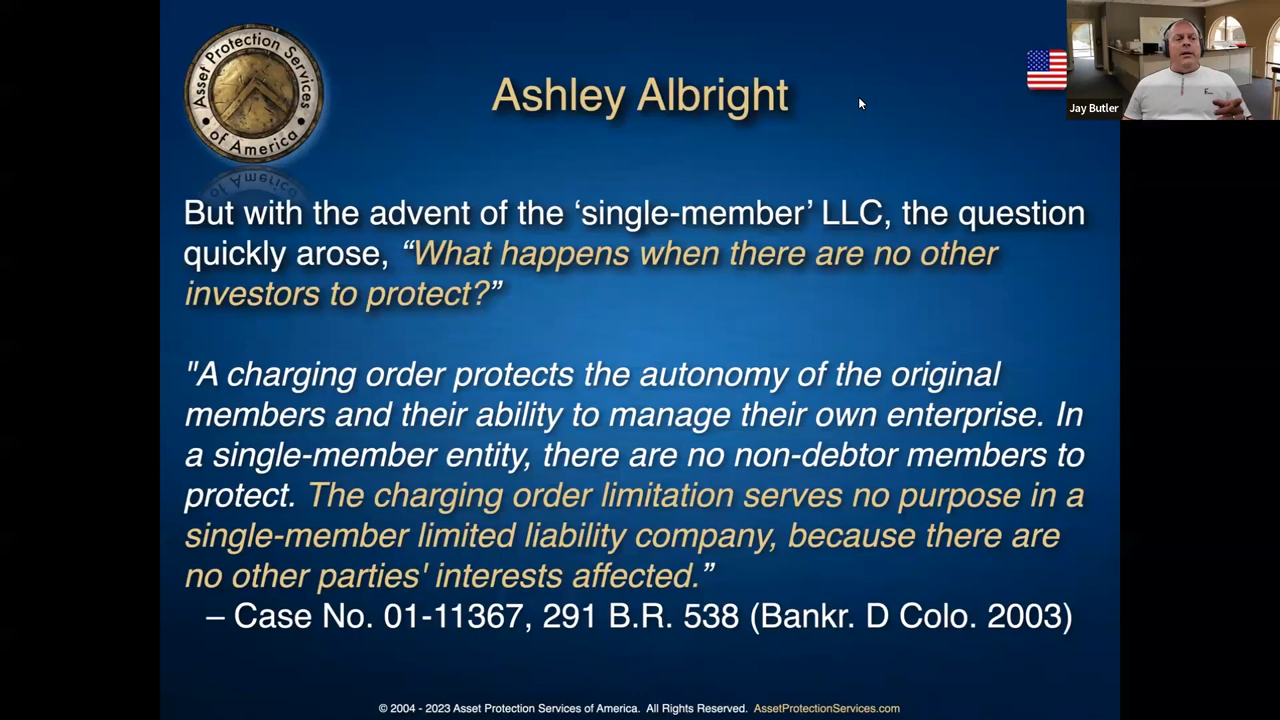 Asset Protection Services
of America
Ashley Albright
Jay Butler
But with the advent of the ‘single-member’ LLC, the question
quickly arose, “What happens when there are no other
investors to protect?”
"A charging order protects the autonomy of the original
members and their ability to manage their own enterprise. In
a single-member entity, there are no non-debtor members to
protect. The charging order limitation serves no purpose in a
single-member limited liability company, because there are
no other parties' interests affected.”
– Case No. 01-11367, 291 B.R. 538 (Bankr. D Colo. 2003)
© 2004 - 2023 Asset Protection Services of America. All Rights Reserved. AssetProtectionServices.com